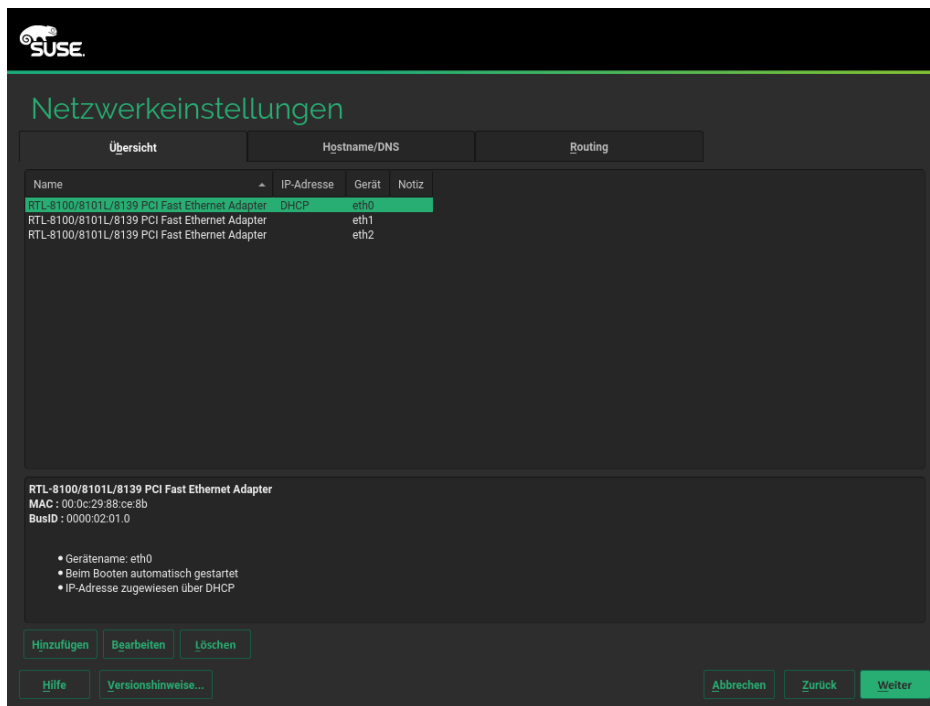 SUSE.
Netzwerkeinstellungen
Übersicht Hostname/DNS Routing
Name IP-Adresse Gerät Notiz
RTL-8100/8101L/8139 PCI Fast Ethernet Adapter DHCP eth0
RTL-8100/8101L/8139 PCI Fast Ethernet Adapter eth1
RTL-8100/8101L/8139 PCI Fast Ethernet Adapter eth2
RTL-8100/8101L/8139 PCI Fast Ethernet Adapter
MAC : 00:0c:29:88:ce:8b
BusID : 0000:02:01.0
• Gerätename: eth0
• Beim Booten automatisch gestartet
• IP-Adresse zugewiesen über DHCP
Hinzufügen Bearbeiten Löschen
Hilfe Versionshinweise... Abbrechen Zurück Weiter